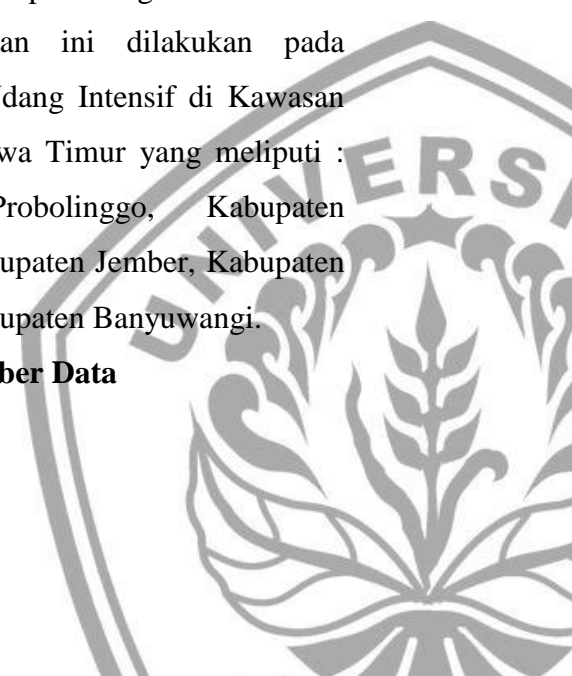 an ini dilakukan pada
dang Intensif di Kawasan
wa Timur yang meliputi :
Probolinggo, Kabupaten
upaten Jember, Kabupaten
upaten Banyuwangi.
ber Data
UNIVERSI